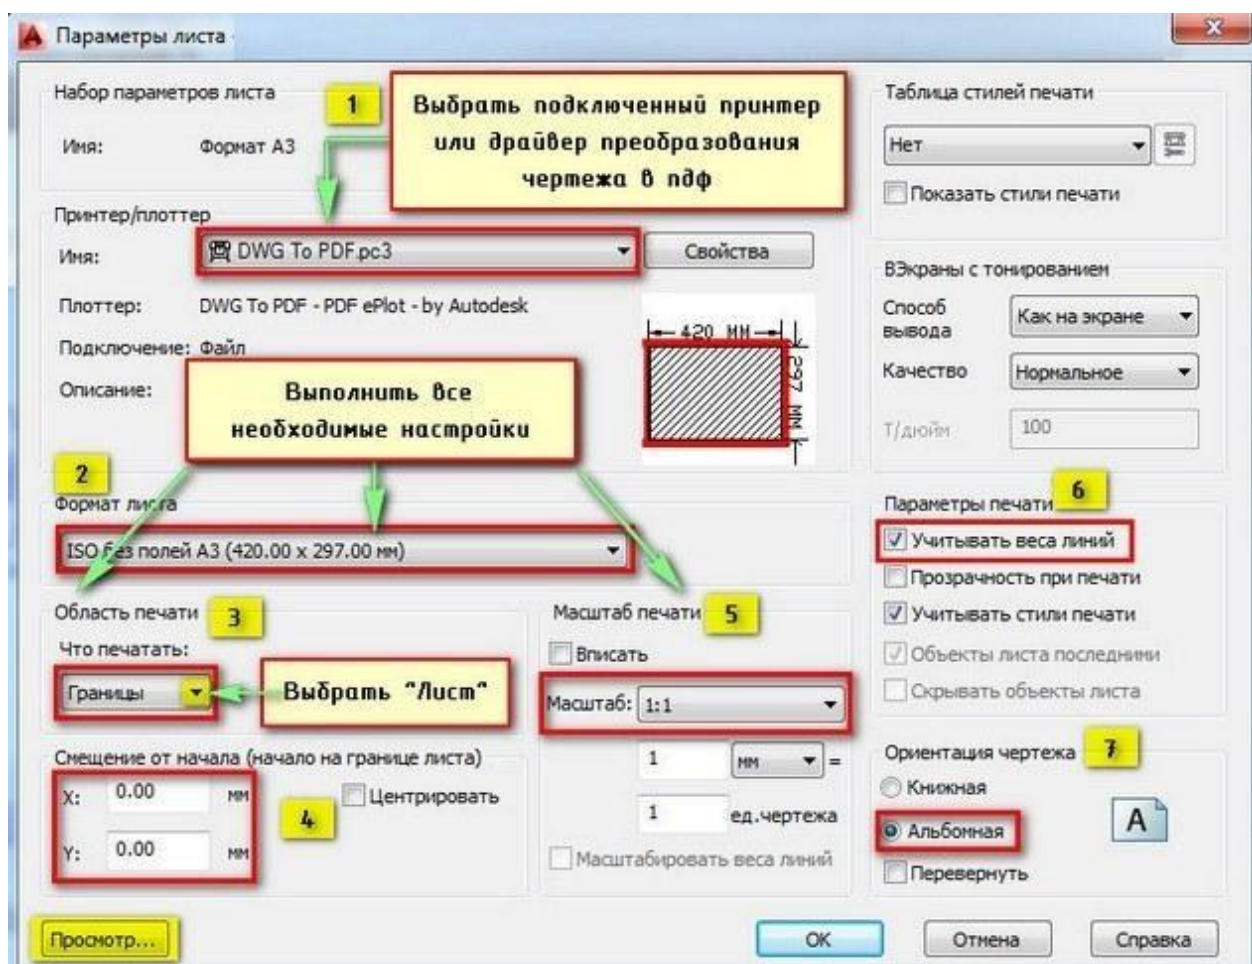 Параметры листа
Набор параметров листа
1
Выбрать подключенный принтер
или драйвер преобразования
чертежа в пдф
Имя:
Формат А3
Таблица стилей печати
Нет
Показать стили печати
Принтер/плоттер
Имя:
DWG To PDF.pc3
Свойства
Плоттер:
DWG To PDF - PDF ePlot - by Autodesk
Подключение:
Файл
Описание:
Выполнить все
необходимые настройки
420 ММ
297 ММ
ВЭкраны с тонированием
Способ
вывода
Как на экране
Качество
Нормальное
Т/дюйм
100
2
Формат листа
ISO без полей A3 (420.00 x 297.00 мм)
Область печати
3
Что печатать:
Границы
Выбрать "Лист"
Масштаб печати
5
Вписать
Масштаб:
1:1
1
мм
=
1
ед.чертежа
Масштабировать веса линий
Смещение от начала (начало на границе листа)
X:
0.00
мм
Центрировать
4
Y:
0.00
мм
6
Параметры печати
Учитывать веса линий
Прозрачность при печати
Учитывать стили печати
Объекты листа последними
Скрывать объекты листа
Ориентация чертежа
7
Книжная
Альбомная
A
Перевернуть
Просмотр...
ОК
Отмена
Справка